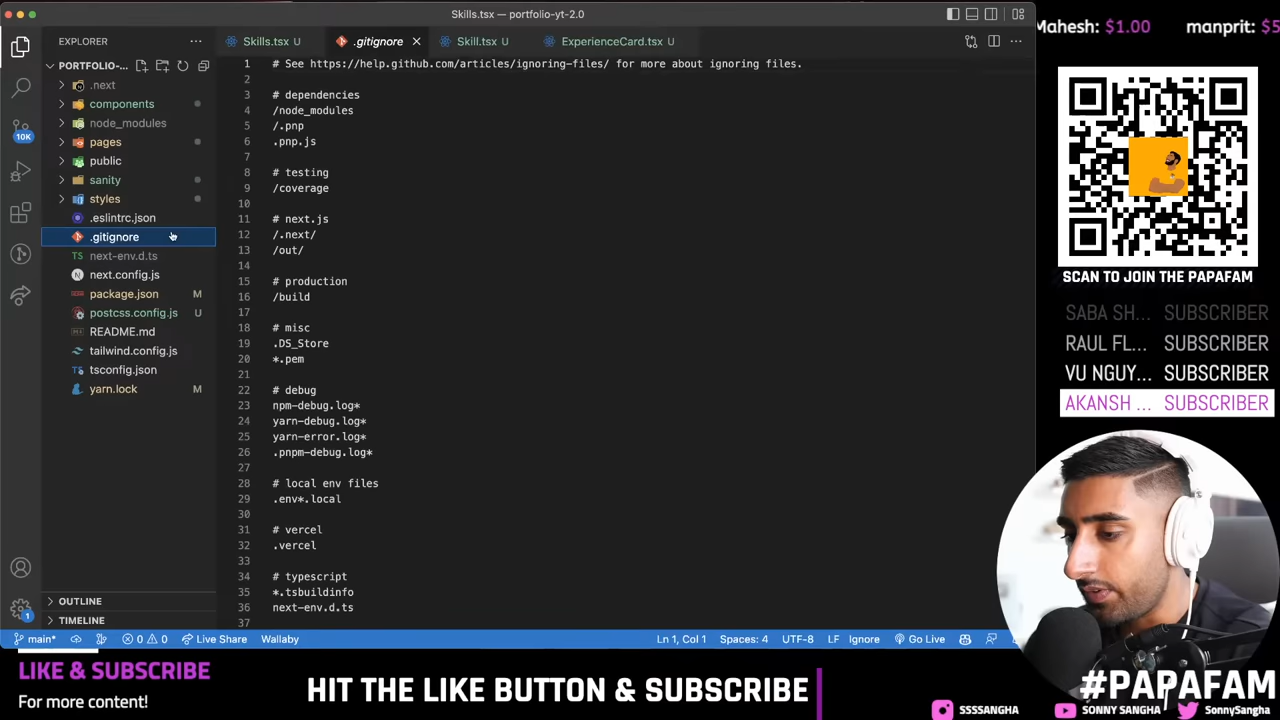 Skills.tsx — portfolio-yt-2.0
EXPLORER
Skills.tsx U
.gitignore
Skill.tsx U
ExperienceCard.tsx U
PORTFOLIO-...
.next
components
node_modules
pages
public
sanity
styles
.eslintrc.json
.gitignore
next-env.d.ts
next.config.js
package.json M
postcss.config.js U
README.md
tailwind.config.js
tsconfig.json
yarn.lock M
OUTLINE
TIMELINE
10K
1
1 # See https://help.github.com/articles/ignoring-files/ for more about ignoring files.
2
3 # dependencies
4 /node_modules
5 /.pnp
6 .pnp.js
7
8 # testing
9 /coverage
10
11 # next.js
12 /.next/
13 /out/
14
15 # production
16 /build
17
18 # misc
19 .DS_Store
20 *.pem
21
22 # debug
23 npm-debug.log*
24 yarn-debug.log*
25 yarn-error.log*
26 .pnpm-debug.log*
27
28 # local env files
29 .env*.local
30
31 # vercel
32 .vercel
33
34 # typescript
35 *.tsbuildinfo
36 next-env.d.ts
37
main* 0 0 Live Share Wallaby Ln 1, Col 1 Spaces: 4 UTF-8 LF Ignore Go Live
Mahesh: $1.00 manprit: $5
SCAN TO JOIN THE PAPAFAM
SABA SH... SUBSCRIBER
RAUL FL... SUBSCRIBER
VU NGUY... SUBSCRIBER
AKANSH ... SUBSCRIBER
LIKE & SUBSCRIBE
For more content!
HIT THE LIKE BUTTON & SUBSCRIBE
#PAPAFAM
SSSSANGHA SONNY SANGHA SONNYSANGHA